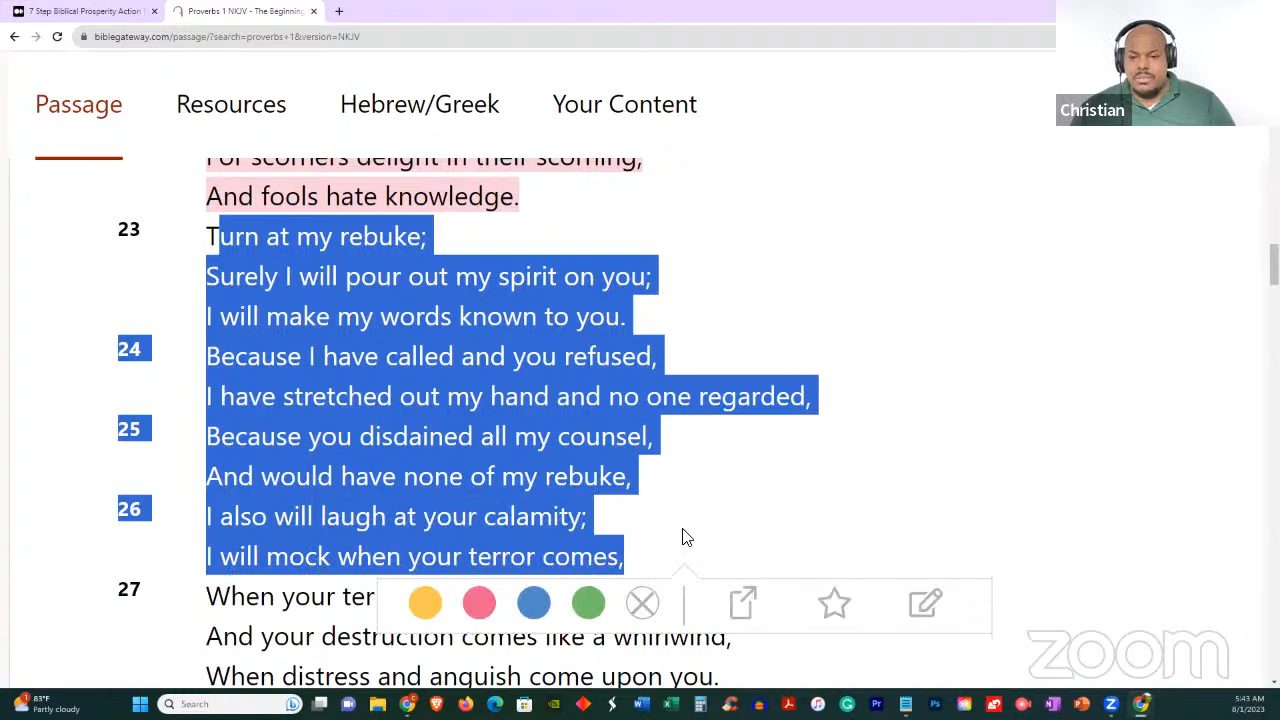 7 Step Biblical Prosperity Action
Proverbs 1 NKJV - The Beginning
biblegateway.com/passage/?search=proverbs+1&version=NKJV
Christian
Passage
Resources
Hebrew/Greek
Your Content
For scorners delight in their scorning,
And fools hate knowledge.
23
Turn at my rebuke;
Surely I will pour out my spirit on you;
I will make my words known to you.
24
Because I have called and you refused,
I have stretched out my hand and no one regarded,
25
Because you disdained all my counsel,
And would have none of my rebuke,
26
I also will laugh at your calamity;
I will mock when your terror comes,
27
When your ter
And your destruction comes like a whirlwind,
When distress and anguish come upon you.
zoom
83°F
Partly cloudy
Search
5:43 AM
8/1/2023